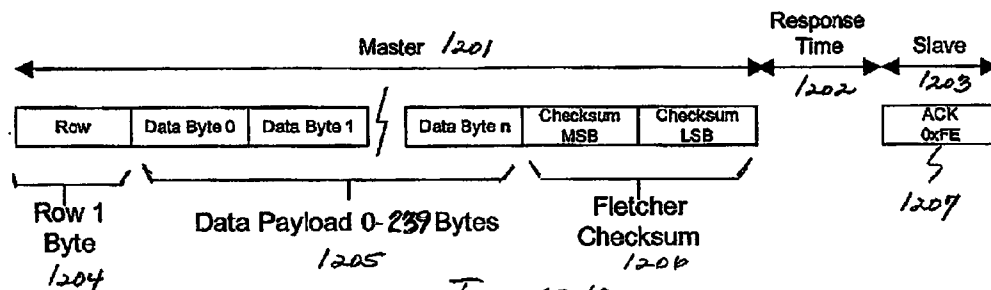 Response
Time
Master 1201
Slave
1202
1203
Row
Data Byte 0
Data Byte 1
Data Byte n
Checksum
MSB
Checksum
LSB
ACK
0xFE
1207
Row 1
Byte
1204
Data Payload 0-239 Bytes
1205
Fletcher
Checksum
1206